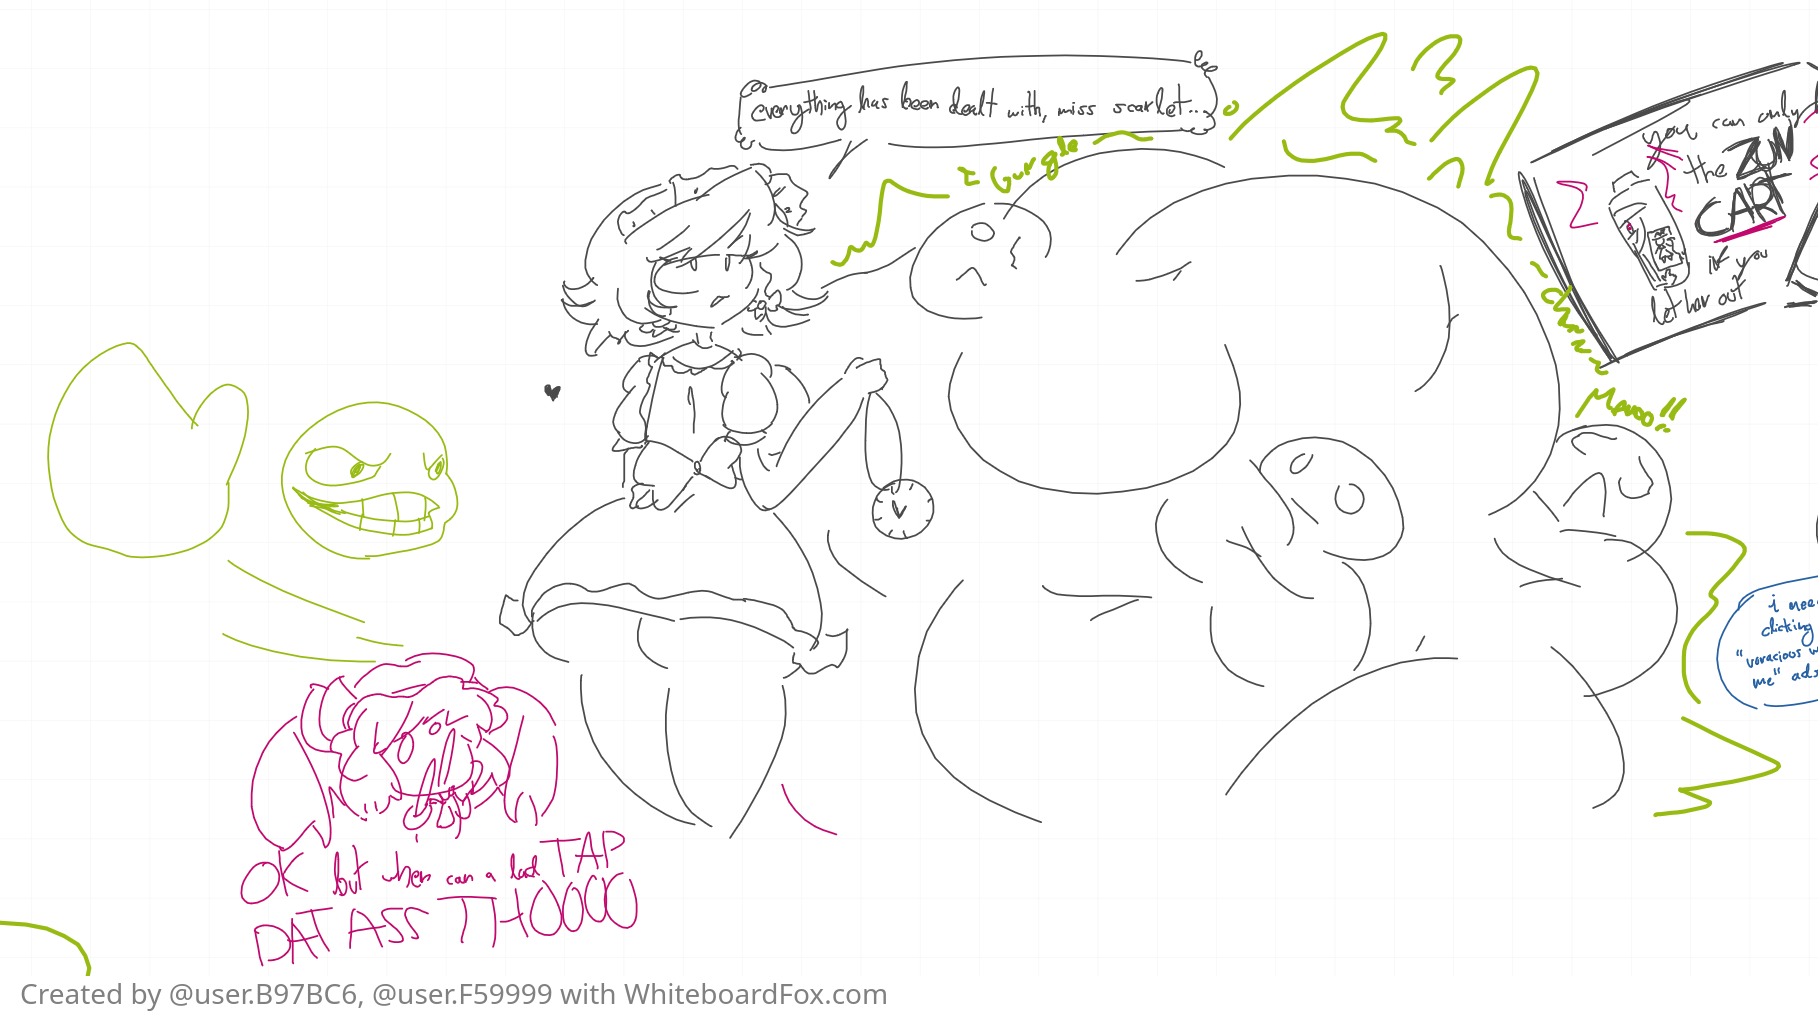 everything has been dealt with, miss scarlet...
Gurgle
you can only
the ZUN
CART
if you
let her out
Maroo!!
i nee
clicking
"voracious w
me" ads
OK but when can a lad TAP
DAT ASS THOOOO
Created by @user.B97BC6, @user.F59999 with WhiteboardFox.com